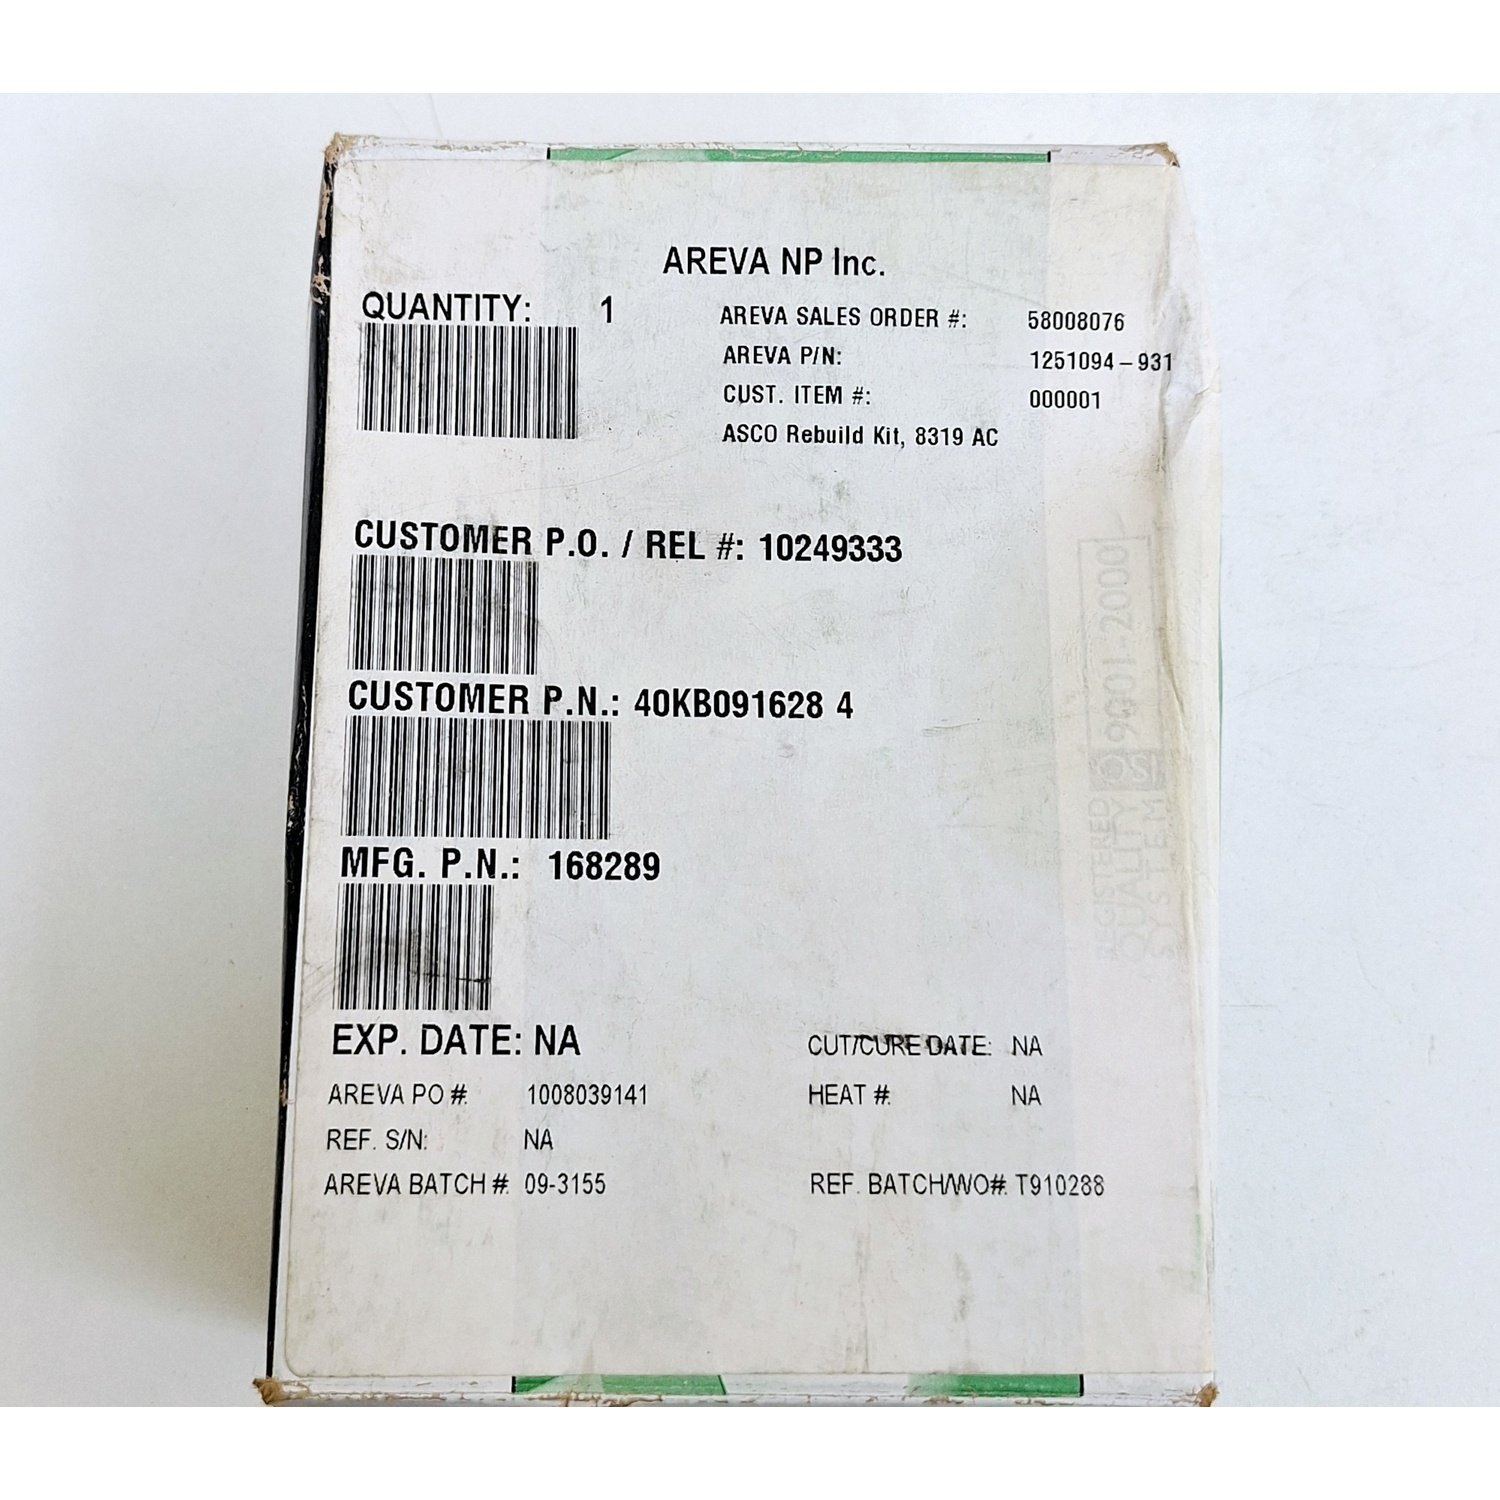 AREVA NP Inc.
QUANTITY: 1
AREVA SALES ORDER #: 58008076
AREVA P/N: 1251094-931
CUST. ITEM #: 000001
ASCO Rebuild Kit, 8319 AC
CUSTOMER P.O. / REL #: 10249333
CUSTOMER P.N.: 40KB091628 4
MFG. P.N.: 168289
EXP. DATE: NA
CUT/CURE DATE: NA
AREVA PO #: 1008039141
HEAT #: NA
REF. S/N: NA
AREVA BATCH #: 09-3155
REF. BATCH/WO#: T910288
REGISTERED
QUALITY
SYSTEM
9001-2000